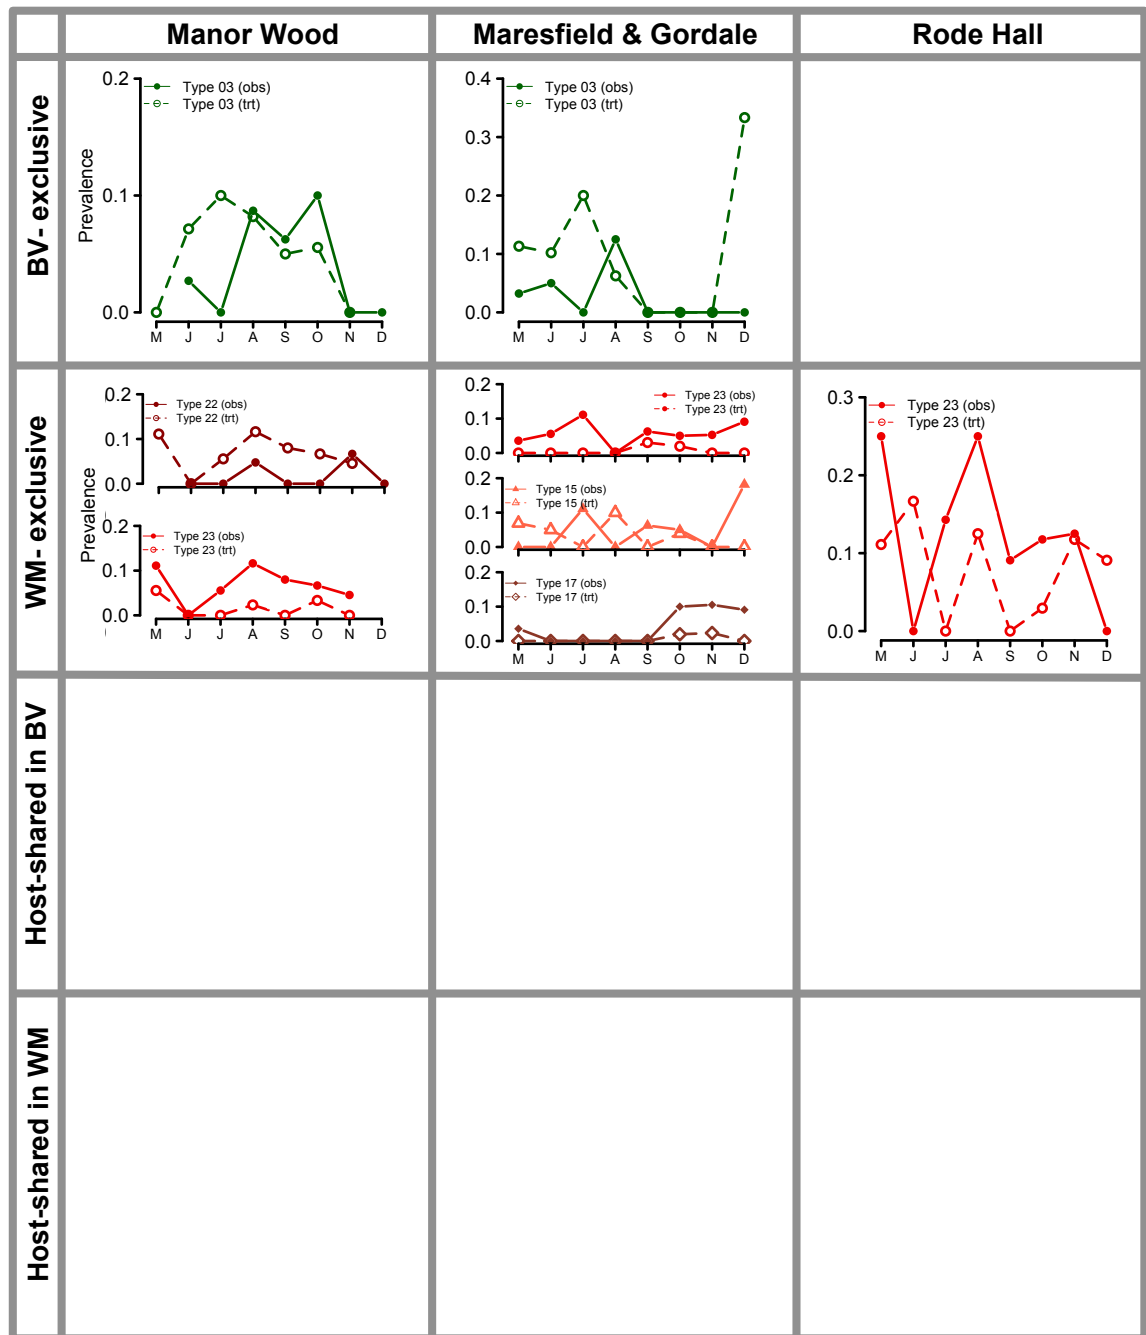 Manor Wood
Maresfield & Gordale
Rode Hall
BV- exclusive
Prevalence
0.2
0.1
0.0
Type 03 (obs)
Type 03 (trt)
M J J A S O N D
0.4
0.3
0.2
0.1
0.0
Type 03 (obs)
Type 03 (trt)
M J J A S O N D
WM- exclusive
Prevalence
0.2
0.1
0.0
Type 22 (obs)
Type 22 (trt)
0.2
0.1
0.0
Type 23 (obs)
Type 23 (trt)
M J J A S O N D
0.2
0.1
0.0
Type 23 (obs)
Type 23 (trt)
0.2
0.1
0.0
Type 15 (obs)
Type 15 (trt)
0.2
0.1
0.0
Type 17 (obs)
Type 17 (trt)
M J J A S O N D
0.3
0.2
0.1
0.0
Type 23 (obs)
Type 23 (trt)
M J J A S O N D
Host-shared in BV
Host-shared in WM